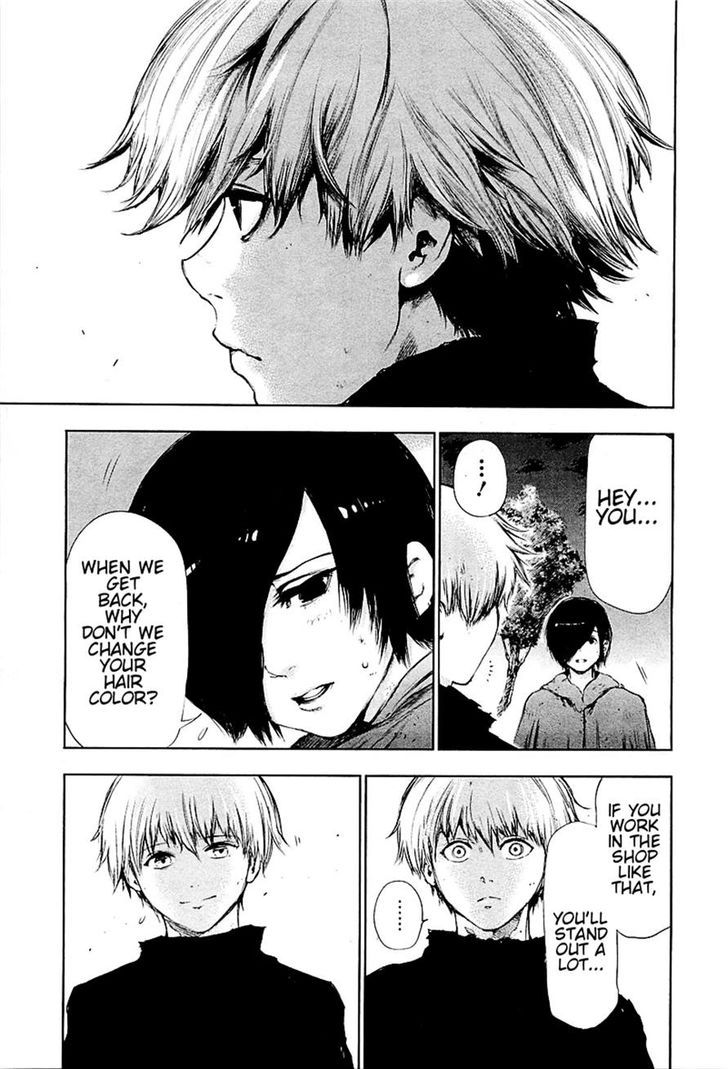 HEY...
YOU...
...!
WHEN WE
GET
BACK,
WHY
DON'T WE
CHANGE
YOUR
HAIR
COLOR?
IF YOU
WORK
IN THE
SHOP
LIKE
THAT,
YOU'LL
STAND
OUT A
LOT...
......